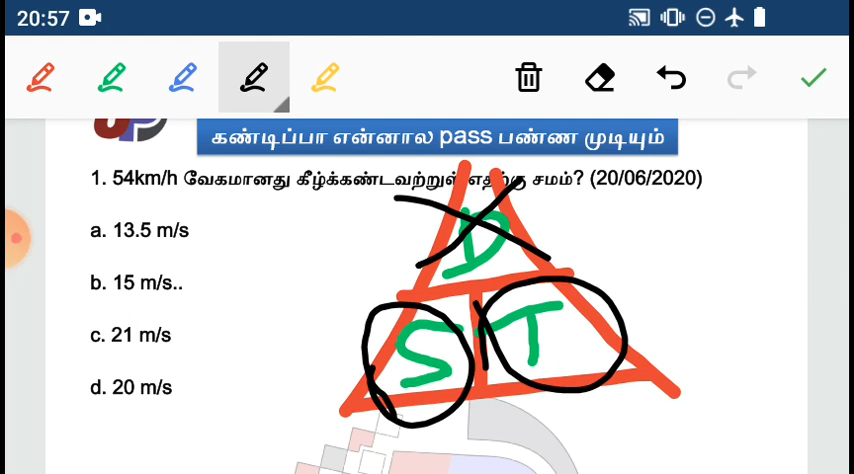 20:57
கண்டிப்பா என்னால pass பண்ண முடியும்
1. 54km/h வேகமானது கீழ்க்கண்டவற்றுள் எதற்கு சமம்? (20/06/2020)
D
a. 13.5 m/s
b. 15 m/s..
S T
c. 21 m/s
d. 20 m/s